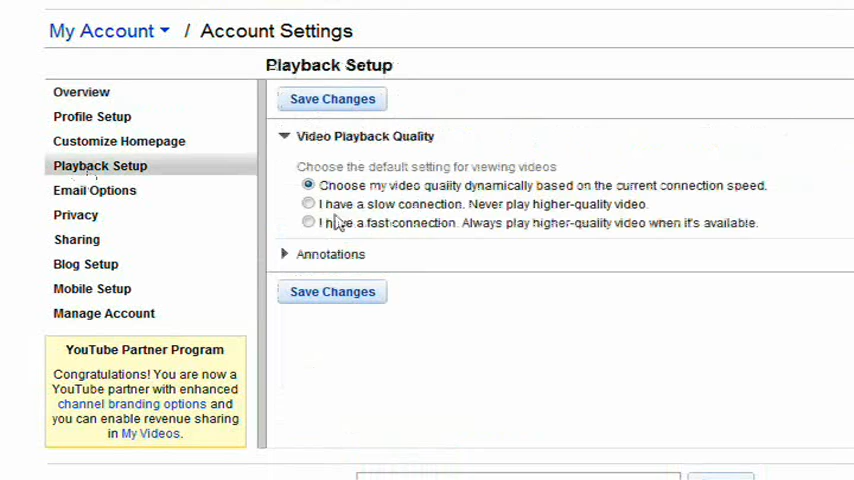 My Account / Account Settings
Playback Setup
Overview
Profile Setup
Customize Homepage
Playback Setup
Email Options
Privacy
Sharing
Blog Setup
Mobile Setup
Manage Account
YouTube Partner Program
Congratulations! You are now a
YouTube partner with enhanced
channel branding options and
you can enable revenue sharing
in My Videos.
Save Changes
Video Playback Quality
Choose the default setting for viewing videos
Choose my video quality dynamically based on the current connection speed.
I have a slow connection. Never play higher-quality video.
I have a fast connection. Always play higher-quality video when it's available.
Annotations
Save Changes